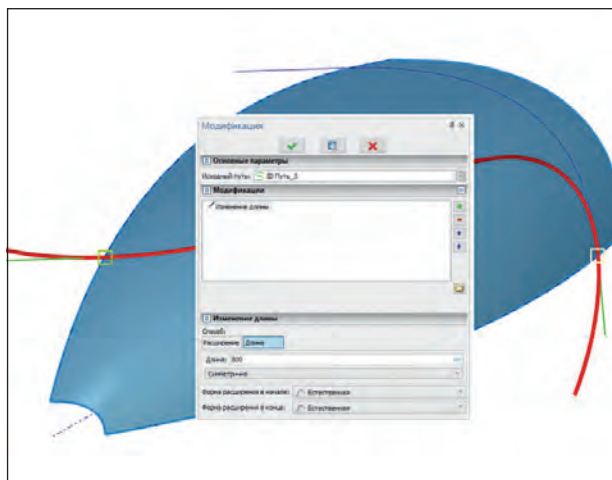 Модификация
Основные параметры
Исходный путь: 3D Путь_3
Модификации
Изменение длины
Изменение длины
Способ:
Расширение Длина
Длина: 800
Симметрично
Форма расширения в начале: Естественная
Форма расширения в конце: Естественная